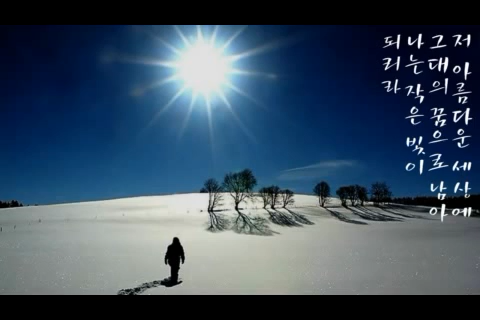 저 아름다운 세상에
그대의 꿈으로 남아
나는 작은 빛이
되리라